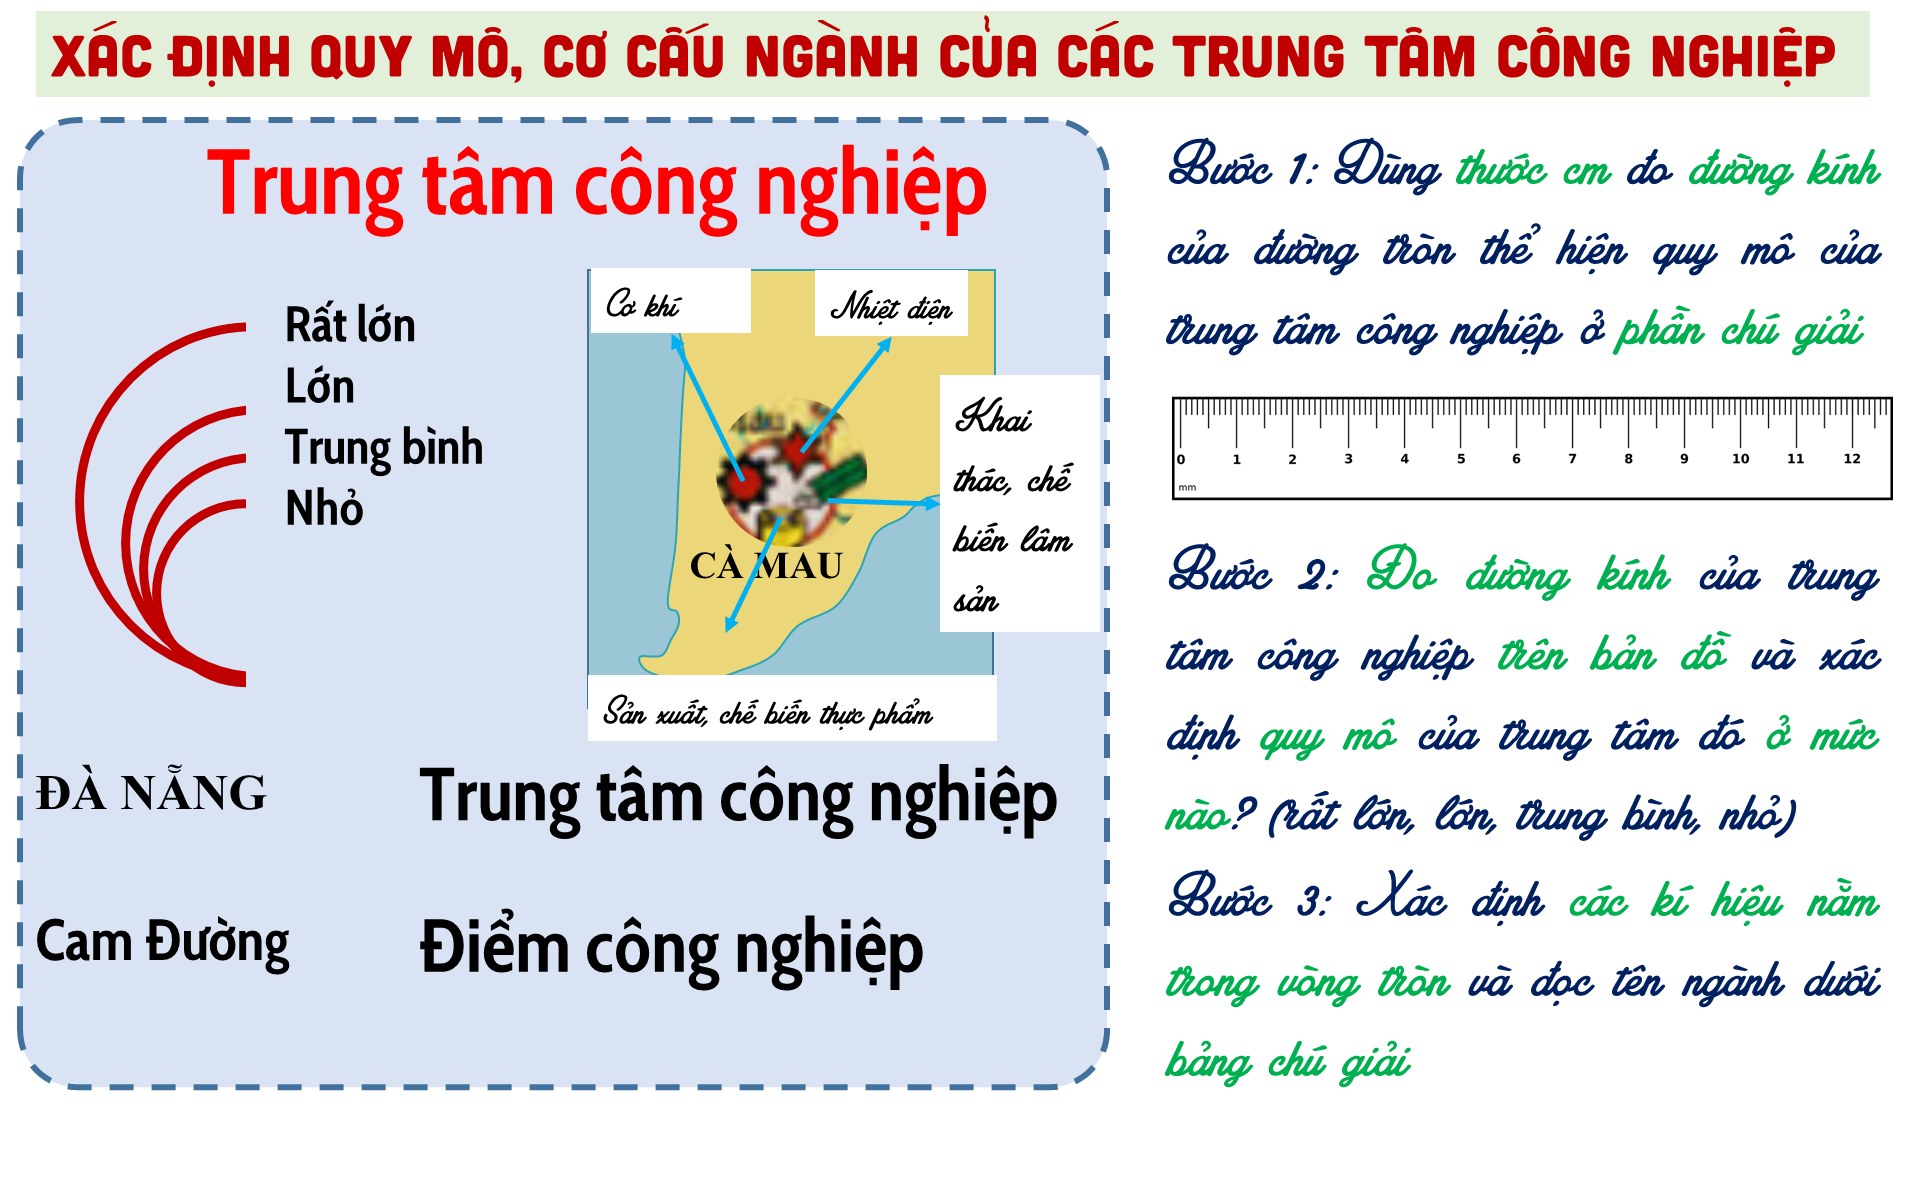 XÁC ĐỊNH QUY MÔ, CƠ CẤU NGÀNH CỦA CÁC TRUNG TÂM CÔNG NGHIỆP
Trung tâm công nghiệp
Rất lớn
Lớn
Trung bình
Nhỏ
Cơ khí
Nhiệt điện
Khai
thác, chế
biến lâm
sản
CÀ MAU
Sản xuất, chế biến thực phẩm
ĐÀ NẴNG
Trung tâm công nghiệp
Cam Đường
Điểm công nghiệp
Bước 1: Dùng thước cm đo đường kính
của đường tròn thể hiện quy mô của
trung tâm công nghiệp ở phần chú giải
0 1 2 3 4 5 6 7 8 9 10 11 12
mm
Bước 2: Đo đường kính của trung
tâm công nghiệp trên bản đồ và xác
định quy mô của trung tâm đó ở mức
nào? (rất lớn, lớn, trung bình, nhỏ)
Bước 3: Xác định các kí hiệu nằm
trong vòng tròn và đọc tên ngành dưới
bảng chú giải